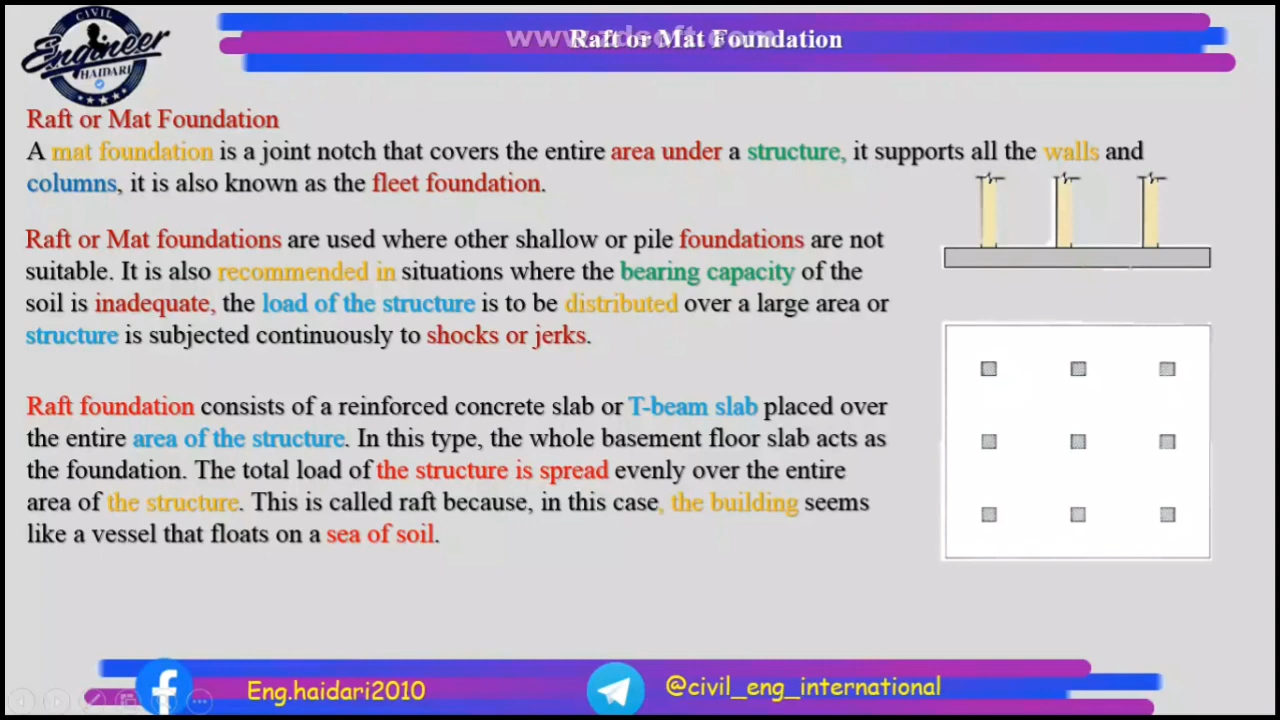 CIVIL
Engineer
HAIDARI
Raft or Mat Foundation
Raft or Mat Foundation
A mat foundation is a joint notch that covers the entire area under a structure, it supports all the walls and
columns, it is also known as the fleet foundation.
Raft or Mat foundations are used where other shallow or pile foundations are not
suitable. It is also recommended in situations where the bearing capacity of the
soil is inadequate, the load of the structure is to be distributed over a large area or
structure is subjected continuously to shocks or jerks.
Raft foundation consists of a reinforced concrete slab or T-beam slab placed over
the entire area of the structure. In this type, the whole basement floor slab acts as
the foundation. The total load of the structure is spread evenly over the entire
area of the structure. This is called raft because, in this case, the building seems
like a vessel that floats on a sea of soil.
Eng.haidari2010
@civil_eng_international